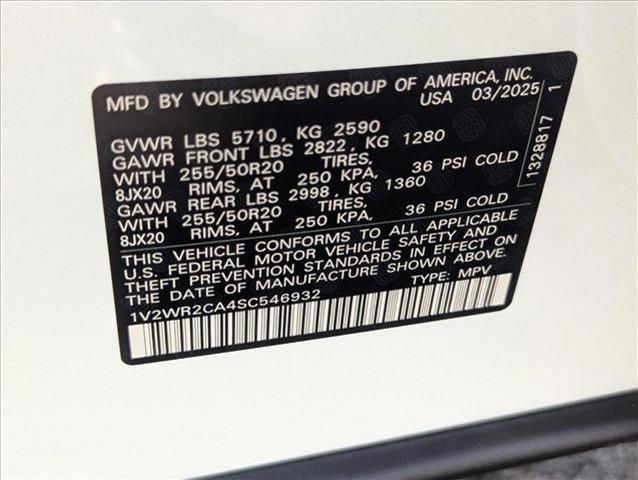 MFD BY VOLKSWAGEN GROUP OF AMERICA, INC.
USA 03/2025
GVWR LBS 5710, KG 2590
GAWR FRONT LBS 2822, KG 1280
WITH 255/50R20 TIRES,
8JX20 RIMS, AT 250 KPA, 36 PSI COLD
GAWR REAR LBS 2998, KG 1360
WITH 255/50R20 TIRES,
8JX20 RIMS, AT 250 KPA, 36 PSI COLD
THIS VEHICLE CONFORMS TO ALL APPLICABLE
U.S. FEDERAL MOTOR VEHICLE SAFETY AND
THEFT PREVENTION STANDARDS IN EFFECT ON
THE DATE OF MANUFACTURE SHOWN ABOVE.
1V2WR2CA4SC546932 TYPE: MPV
1328817 1